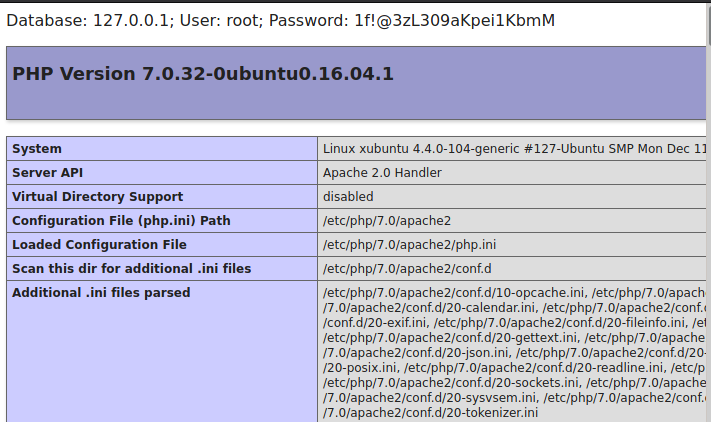 Database: 127.0.0.1; User: root; Password: 1f!@3zL309aKpei1KbmM
PHP Version 7.0.32-0ubuntu0.16.04.1
System Linux xubuntu 4.4.0-104-generic #127-Ubuntu SMP Mon Dec 11
Server API Apache 2.0 Handler
Virtual Directory Support disabled
Configuration File (php.ini) Path /etc/php/7.0/apache2
Loaded Configuration File /etc/php/7.0/apache2/php.ini
Scan this dir for additional .ini files /etc/php/7.0/apache2/conf.d
Additional .ini files parsed /etc/php/7.0/apache2/conf.d/10-opcache.ini, /etc/php/7.0/apach
/7.0/apache2/conf.d/20-calendar.ini, /etc/php/7.0/apache2/conf.
/conf.d/20-exif.ini, /etc/php/7.0/apache2/conf.d/20-fileinfo.ini, /et
/etc/php/7.0/apache2/conf.d/20-gettext.ini, /etc/php/7.0/apache
/7.0/apache2/conf.d/20-json.ini, /etc/php/7.0/apache2/conf.d/20-
/20-posix.ini, /etc/php/7.0/apache2/conf.d/20-readline.ini, /etc/p
/etc/php/7.0/apache2/conf.d/20-sockets.ini, /etc/php/7.0/apache
/7.0/apache2/conf.d/20-sysvsem.ini, /etc/php/7.0/apache2/conf.
/7.0/apache2/conf.d/20-tokenizer.ini